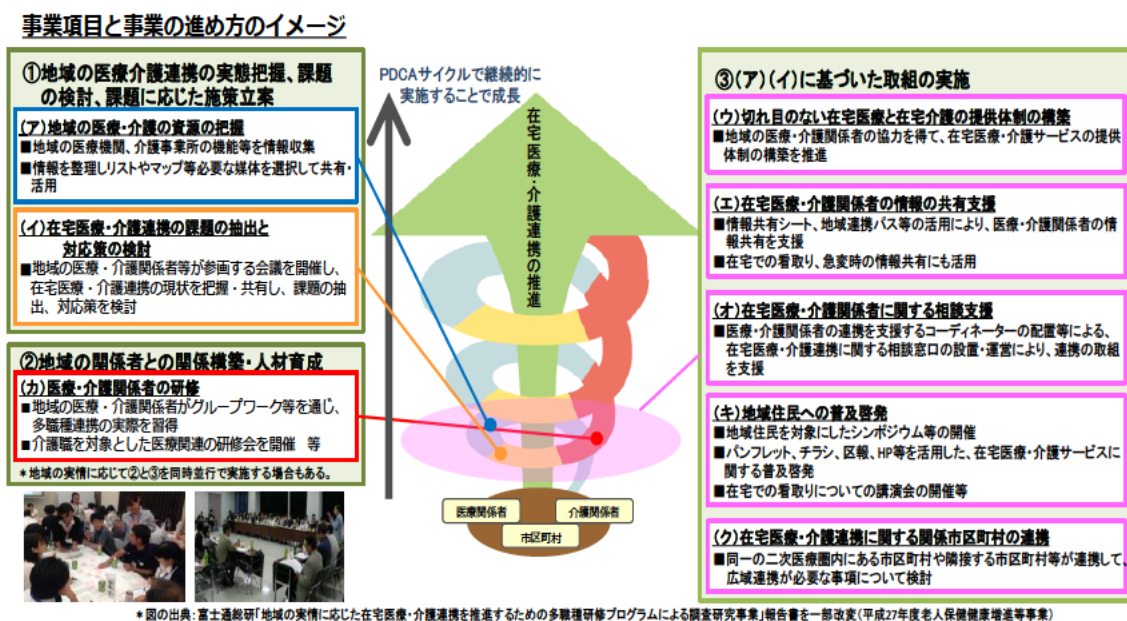 事業項目と事業の進め方のイメージ
①地域の医療介護連携の実態把握、課題
の検討、課題に応じた施策立案
(ア)地域の医療・介護の資源の把握
■地域の医療機関、介護事業所の機能等を情報収集
■情報を整理しリストやマップ等必要な媒体を選択して共有・
活用
(イ)在宅医療・介護連携の課題の抽出と
対応策の検討
■地域の医療・介護関係者等が参画する会議を開催し、
在宅医療・介護連携の現状を把握・共有し、課題の抽
出、対応策を検討
②地域の関係者との関係構築・人材育成
(カ)医療・介護関係者の研修
■地域の医療・介護関係者がグループワーク等を通じ、
多職種連携の実際を習得
■介護職を対象とした医療関連の研修会を開催 等
*地域の実情に応じて②と③を同時並行で実施する場合もある。
PDCAサイクルで継続的に
実施することで成長
在宅医療・介護連携の推進
医療関係者
介護関係者
市区町村
③(ア)(イ)に基づいた取組の実施
(ウ)切れ目のない在宅医療と在宅介護の提供体制の構築
■地域の医療・介護関係者の協力を得て、在宅医療・介護サービスの提供
体制の構築を推進
(エ)在宅医療・介護関係者の情報の共有支援
■情報共有シート、地域連携パス等の活用により、医療・介護関係者の情
報共有を支援
■在宅での看取り、急変時の情報共有にも活用
(オ)在宅医療・介護関係者に関する相談支援
■医療・介護関係者の連携を支援するコーディネーターの配置等による、
在宅医療・介護連携に関する相談窓口の設置・運営により、連携の取組
を支援
(キ)地域住民への普及啓発
■地域住民を対象にしたシンポジウム等の開催
■パンフレット、チラシ、区報、HP等を活用した、在宅医療・介護サービスに
関する普及啓発
■在宅での看取りについての講演会の開催等
(ク)在宅医療・介護連携に関する関係市区町村の連携
■同一の二次医療圏内にある市区町村や隣接する市区町村等が連携して、
広域連携が必要な事項について検討
*図の出典:富士通総研「地域の実情に応じた在宅医療・介護連携を推進するための多職種研修プログラムによる調査研究事業」報告書を一部改変(平成27年度老人保健健康増進等事業)